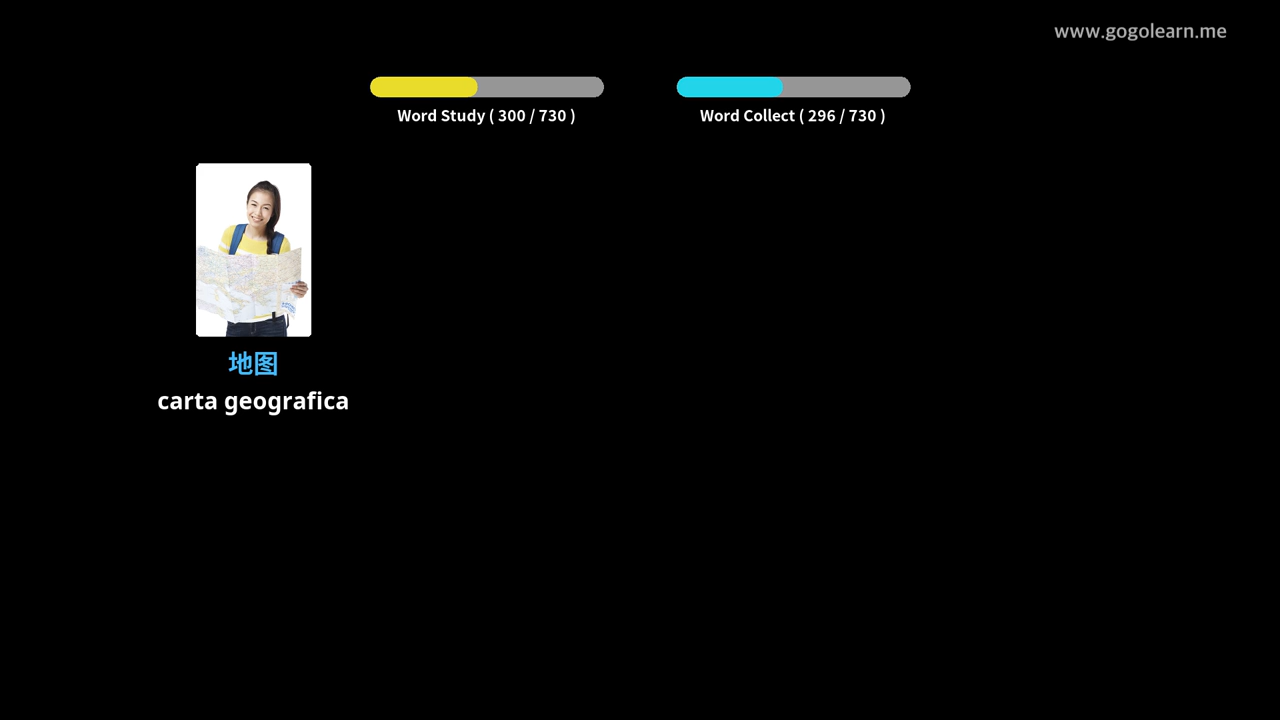 www.gogolearn.me
Word Study ( 300 / 730 )
Word Collect ( 296 / 730 )
地图
carta geografica